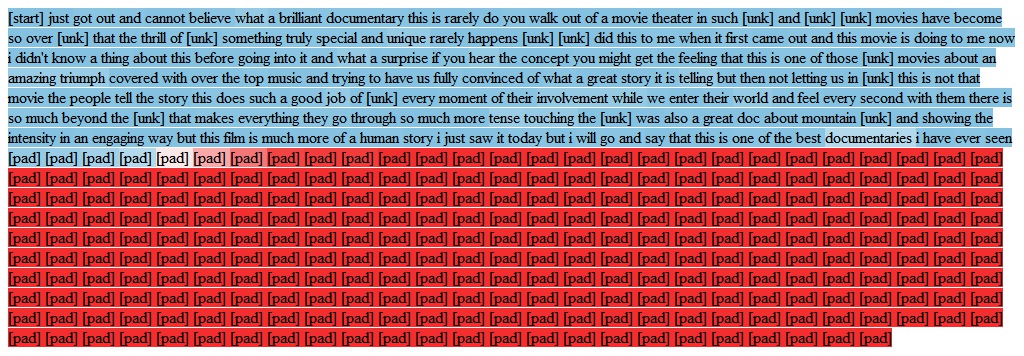 [start] just got out and cannot believe what a brilliant documentary this is rarely do you walk out of a movie theater in such [unk] and [unk] [unk] movies have become
so over [unk] that the thrill of [unk] something truly special and unique rarely happens [unk] [unk] did this to me when it first came out and this movie is doing to me now
i didn't know a thing about this before going into it and what a surprise if you hear the concept you might get the feeling that this is one of those [unk] movies about an
amazing triumph covered with over the top music and trying to have us fully convinced of what a great story it is telling but then not letting us in [unk] this is not that
movie the people tell the story this does such a good job of [unk] every moment of their involvement while we enter their world and feel every second with them there is
so much beyond the [unk] that makes everything they go through so much more tense touching the [unk] was also a great doc about mountain [unk] and showing the
intensity in an engaging way but this film is much more of a human story i just saw it today but i will go and say that this is one of the best documentaries i have ever seen
[pad] [pad] [pad] [pad] [pad] [pad] [pad] [pad] [pad] [pad] [pad] [pad] [pad] [pad] [pad] [pad] [pad] [pad] [pad] [pad] [pad] [pad] [pad] [pad] [pad] [pad] [pad]
[pad] [pad] [pad] [pad] [pad] [pad] [pad] [pad] [pad] [pad] [pad] [pad] [pad] [pad] [pad] [pad] [pad] [pad] [pad] [pad] [pad] [pad] [pad] [pad] [pad] [pad] [pad]
[pad] [pad] [pad] [pad] [pad] [pad] [pad] [pad] [pad] [pad] [pad] [pad] [pad] [pad] [pad] [pad] [pad] [pad] [pad] [pad] [pad] [pad] [pad] [pad] [pad] [pad] [pad]
[pad] [pad] [pad] [pad] [pad] [pad] [pad] [pad] [pad] [pad] [pad] [pad] [pad] [pad] [pad] [pad] [pad] [pad] [pad] [pad] [pad] [pad] [pad] [pad] [pad] [pad] [pad]
[pad] [pad] [pad] [pad] [pad] [pad] [pad] [pad] [pad] [pad] [pad] [pad] [pad] [pad] [pad] [pad] [pad] [pad] [pad] [pad] [pad] [pad] [pad] [pad] [pad] [pad] [pad]
[pad] [pad] [pad] [pad] [pad] [pad] [pad] [pad] [pad] [pad] [pad] [pad] [pad] [pad] [pad] [pad] [pad] [pad] [pad] [pad] [pad] [pad] [pad] [pad] [pad] [pad] [pad]
[pad] [pad] [pad] [pad] [pad] [pad] [pad] [pad] [pad] [pad] [pad] [pad] [pad] [pad] [pad] [pad] [pad] [pad] [pad] [pad] [pad] [pad] [pad] [pad] [pad] [pad] [pad]
[pad] [pad] [pad] [pad] [pad] [pad] [pad] [pad] [pad] [pad] [pad] [pad] [pad] [pad] [pad] [pad] [pad] [pad] [pad] [pad] [pad] [pad] [pad] [pad] [pad] [pad] [pad]
[pad] [pad] [pad] [pad] [pad] [pad] [pad] [pad] [pad] [pad] [pad] [pad] [pad] [pad] [pad] [pad] [pad] [pad] [pad] [pad] [pad] [pad] [pad] [pad] [pad] [pad] [pad]
[pad] [pad] [pad] [pad] [pad] [pad] [pad] [pad] [pad] [pad] [pad] [pad] [pad] [pad] [pad] [pad] [pad] [pad] [pad] [pad] [pad] [pad] [pad] [pad]